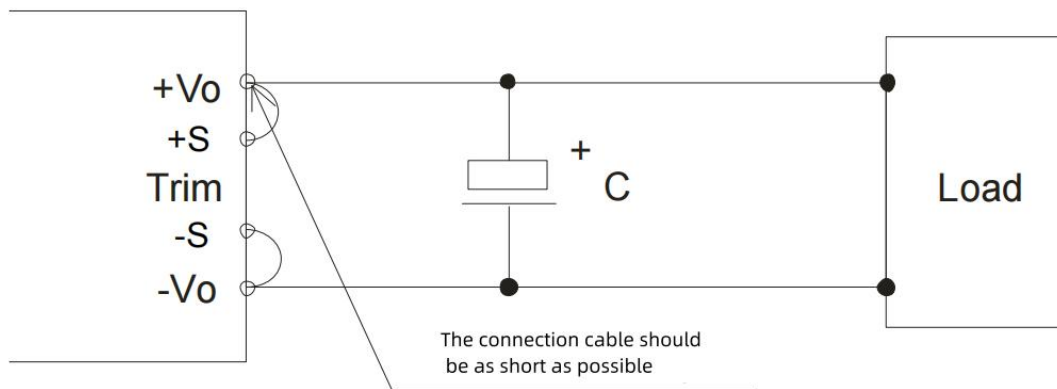 +Vo
+S
Trim
-S
-Vo
+
C
Load
The connection cable should
be as short as possible